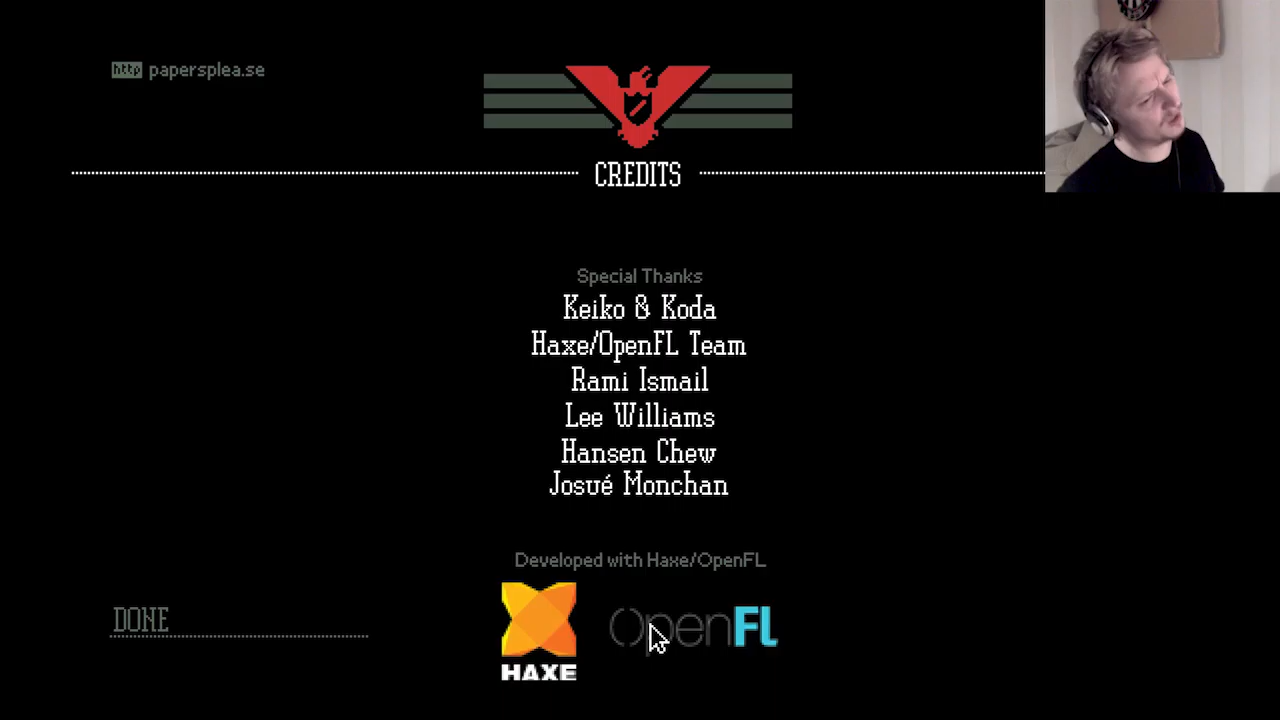 http papersplea.se
CREDITS
Special Thanks
Keiko & Koda
Haxe/OpenFL Team
Rami Ismail
Lee Williams
Hansen Chew
Josué Monchan
Developed with Haxe/OpenFL
DONE
OpenFL
HAXE